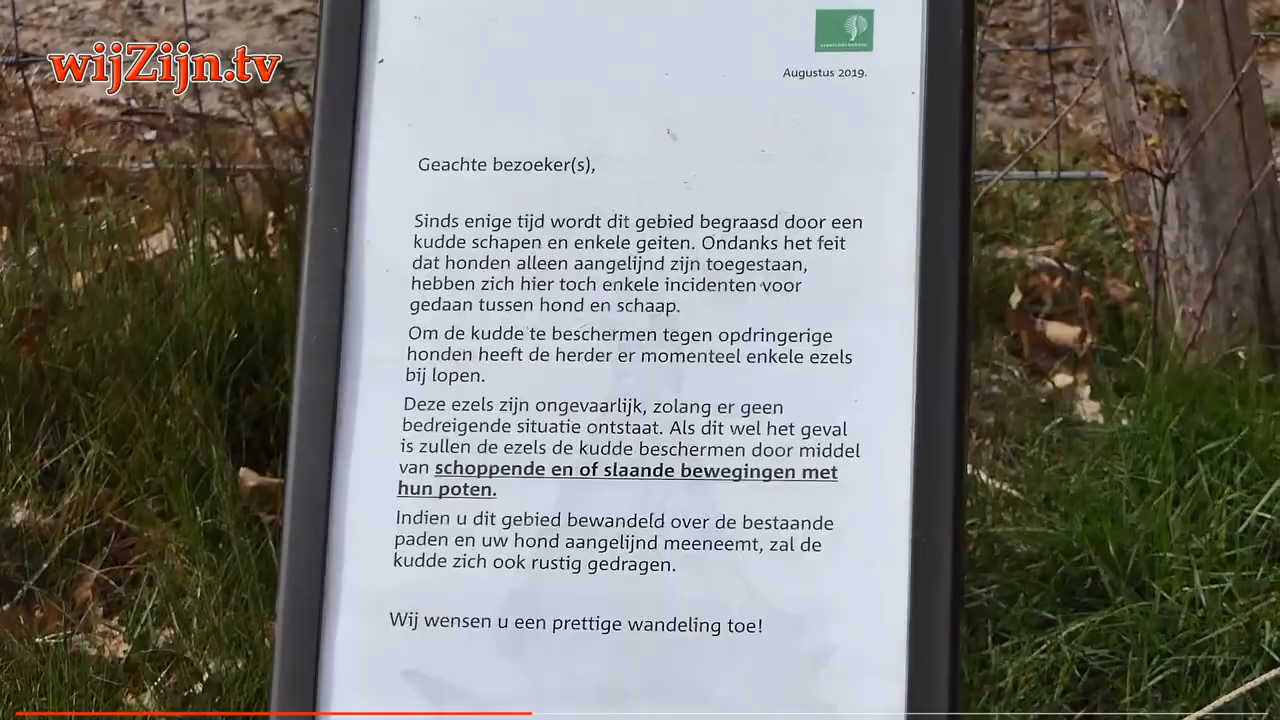 wijZijn.tv
Augustus 2019.
Geachte bezoeker(s),
Sinds enige tijd wordt dit gebied begraasd door een
kudde schapen en enkele geiten. Ondanks het feit
dat honden alleen aangelijnd zijn toegestaan,
hebben zich hier toch enkele incidenten voor
gedaan tussen hond en schaap.
Om de kudde te beschermen tegen opdringerige
honden heeft de herder er momenteel enkele ezels
bij lopen.
Deze ezels zijn ongevaarlijk, zolang er geen
bedreigende situatie ontstaat. Als dit wel het geval
is zullen de ezels de kudde beschermen door middel
van schoppende en of slaande bewegingen met
hun poten.
Indien u dit gebied bewandeld over de bestaande
paden en uw hond aangelijnd meeneemt, zal de
kudde zich ook rustig gedragen.
Wij wensen u een prettige wandeling toe!